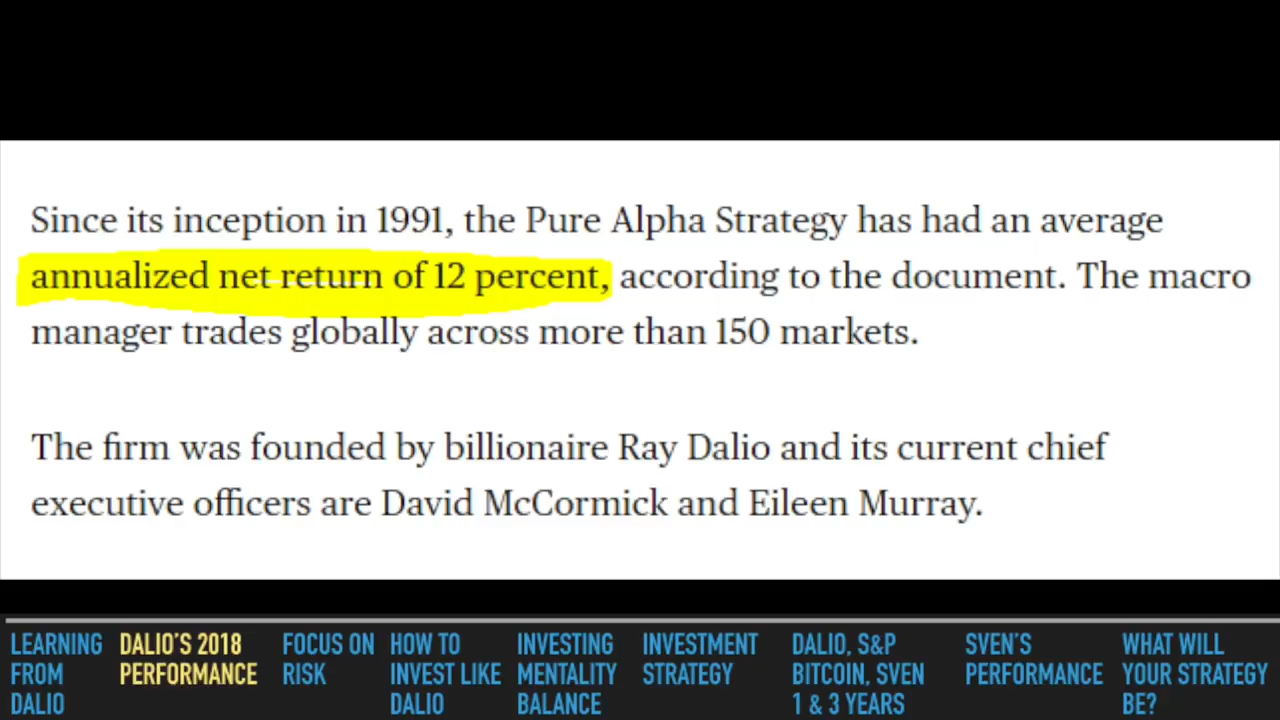 Since its inception in 1991, the Pure Alpha Strategy has had an average
annualized net return of 12 percent, according to the document. The macro
manager trades globally across more than 150 markets.
The firm was founded by billionaire Ray Dalio and its current chief
executive officers are David McCormick and Eileen Murray.
LEARNING
FROM
DALIO
DALIO'S 2018
PERFORMANCE
FOCUS ON
RISK
HOW TO
INVEST LIKE
DALIO
INVESTING
MENTALITY
BALANCE
INVESTMENT
STRATEGY
DALIO, S&P
BITCOIN, SVEN
1 & 3 YEARS
SVEN'S
PERFORMANCE
WHAT WILL
YOUR STRATEGY
BE?